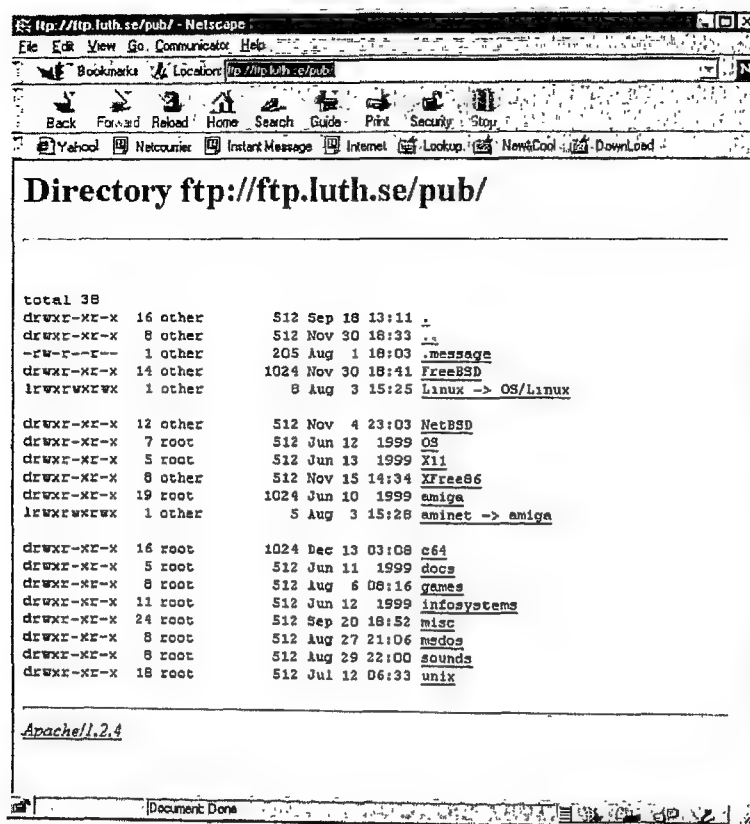 ftp://ftp.luth.se/pub/ - Netscape
File Edit View Go Communicator Help
Bookmarks Location: ftp://ftp.luth.se/pub/
Back Forward Reload Home Search Guide Print Security Stop
Yahoo! Netcourier Instant Message Internet Lookup New&Cool DownLoad
Directory ftp://ftp.luth.se/pub/
total 38
drwxr-xr-x 16 other 512 Sep 18 13:11 .
drwxr-xr-x 8 other 512 Nov 30 18:33 ..
-rw-r--r-- 1 other 205 Aug 1 18:03 .message
drwxr-xr-x 14 other 1024 Nov 30 18:41 FreeBSD
lrwxrwxrwx 1 other 8 Aug 3 15:25 Linux -> OS/Linux
drwxr-xr-x 12 other 512 Nov 4 23:03 NetBSD
drwxr-xr-x 7 root 512 Jun 12 1999 OS
drwxr-xr-x 5 root 512 Jun 13 1999 X11
drwxr-xr-x 8 other 512 Nov 15 14:34 XFree86
drwxr-xr-x 19 root 1024 Jun 10 1999 amiga
lrwxrwxrwx 1 other 5 Aug 3 15:28 aminet -> amiga
drwxr-xr-x 16 root 1024 Dec 13 03:08 c64
drwxr-xr-x 5 root 512 Jun 11 1999 docs
drwxr-xr-x 8 root 512 Aug 6 08:16 games
drwxr-xr-x 11 root 512 Jun 12 1999 infosystems
drwxr-xr-x 24 root 512 Sep 20 18:52 misc
drwxr-xr-x 8 root 512 Aug 27 21:06 msdos
drwxr-xr-x 8 root 512 Aug 29 22:00 sounds
drwxr-xr-x 18 root 512 Jul 12 06:33 unix
Apache/1.2.4
Document: Done